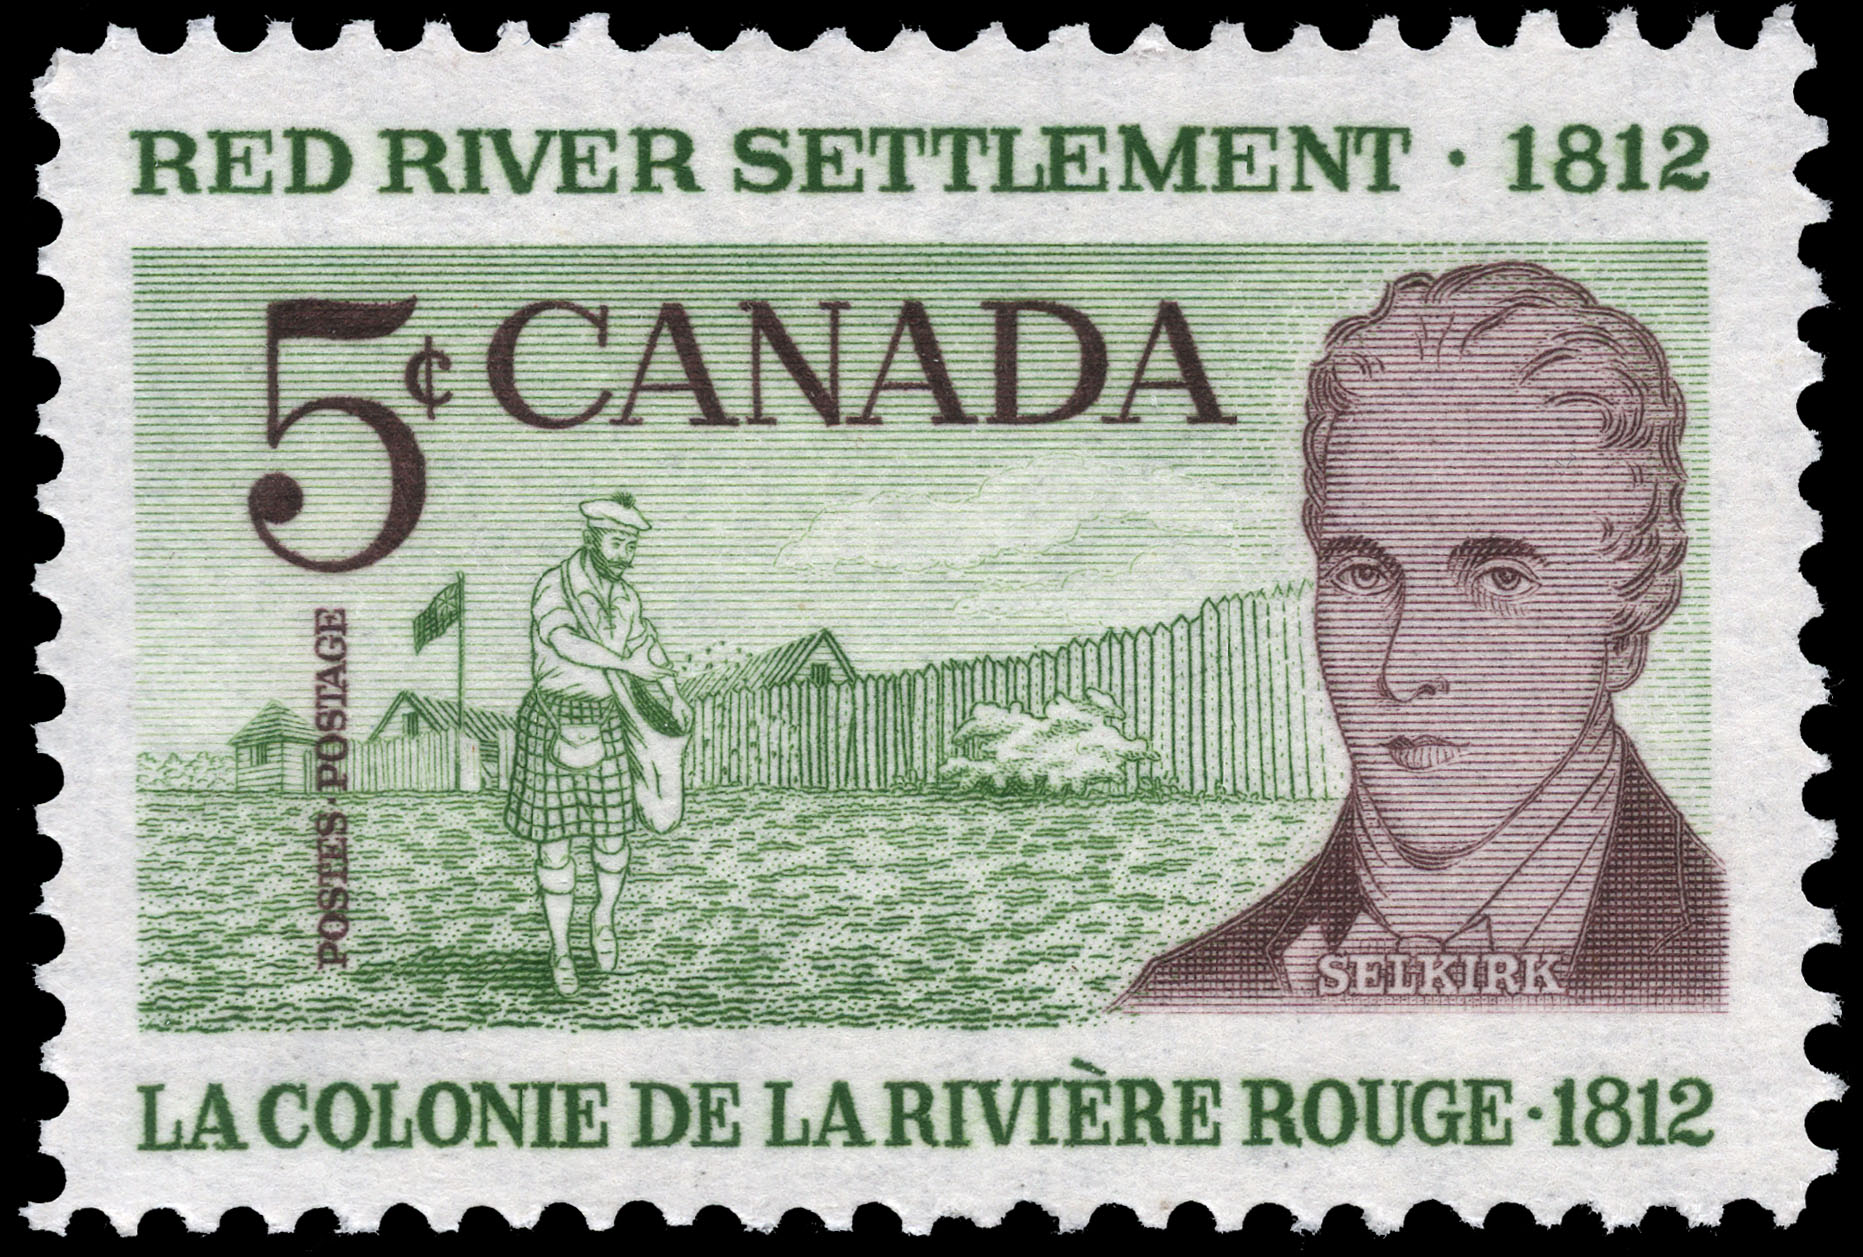 RED RIVER SETTLEMENT · 1812
5¢ CANADA
POSTES·POSTAGE
SELKIRK
LA COLONIE DE LA RIVIÈRE ROUGE·1812